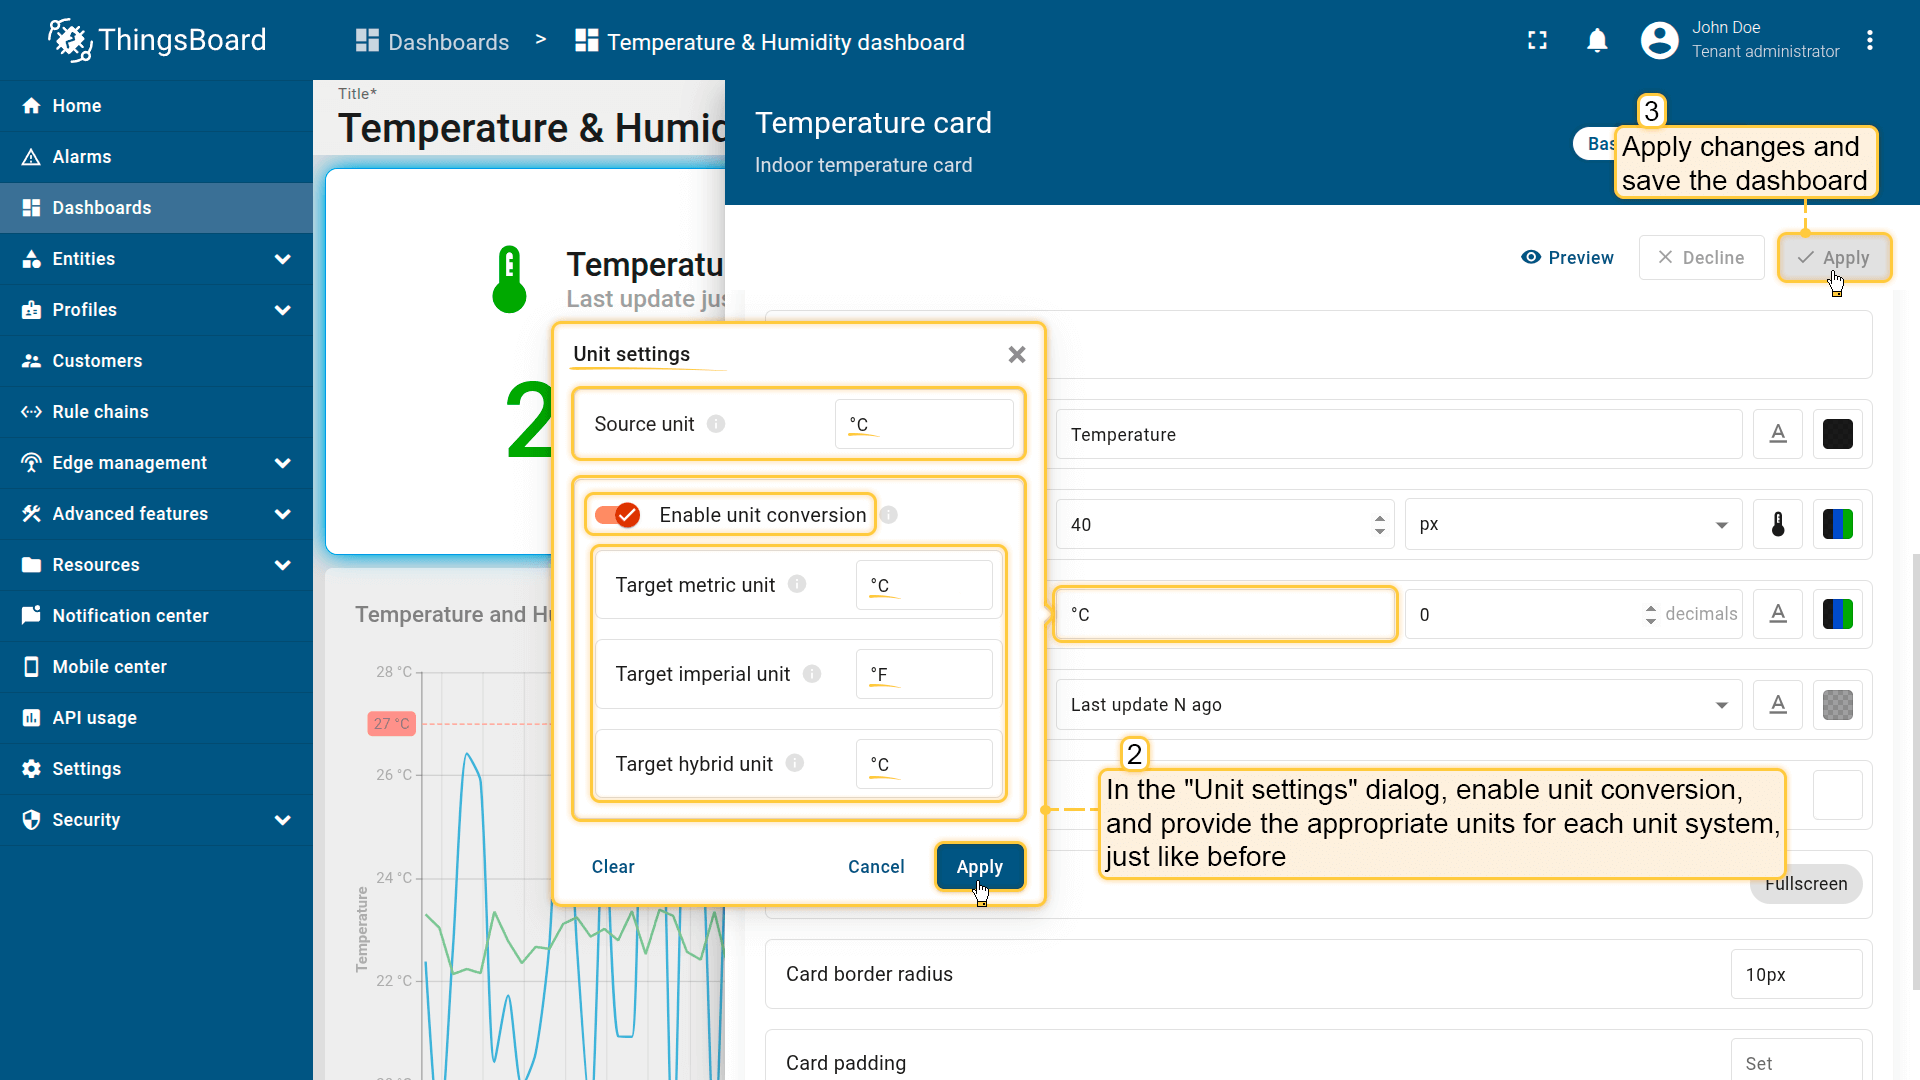 ThingsBoard
Dashboards > Temperature & Humidity dashboard
John Doe
Tenant administrator
Home
Alarms
Dashboards
Entities
Profiles
Customers
Rule chains
Edge management
Advanced features
Resources
Notification center
Mobile center
API usage
Settings
Security
Title*
Temperature & Humid
Temperatu
Last update jus
2
Temperature and Hu
28 °C
27 °C
26 °C
24 °C
22 °C
Temperature
Temperature card
Indoor temperature card
Bas
3
Apply changes and
save the dashboard
Preview
Decline
Apply
Unit settings
Source unit
°C
Enable unit conversion
Target metric unit
°C
Target imperial unit
°F
Target hybrid unit
°C
Clear
Cancel
Apply
Temperature
40
px
°C
0
decimals
Last update N ago
2
In the "Unit settings" dialog, enable unit conversion,
and provide the appropriate units for each unit system,
just like before
Fullscreen
Card border radius
10px
Card padding
Set